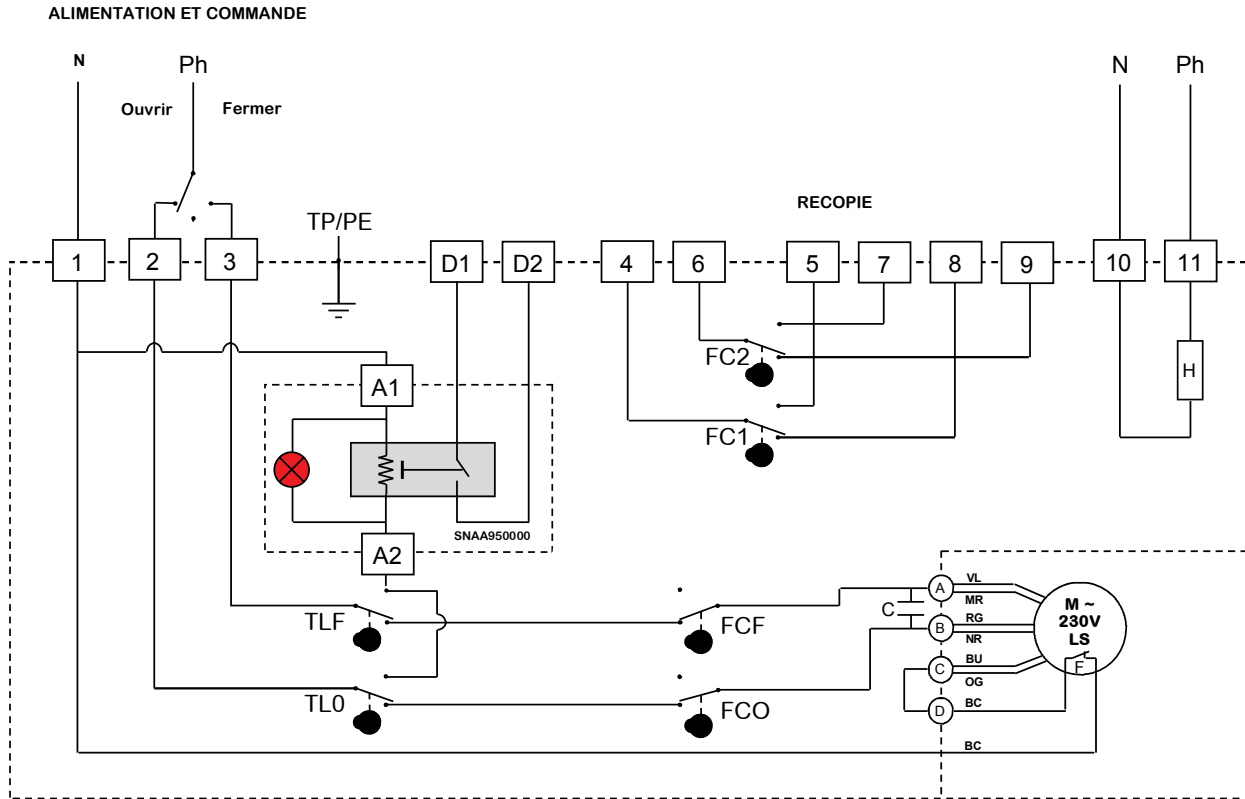 ALIMENTATION ET COMMANDE
N
Ph
N
Ph
Ouvrir
Fermer
RECOPIE
TP/PE
1
2
3
D1
D2
4
6
5
7
8
9
10
11
FC2
H
A1
FC1
SNAA950000
A2
VL
A
MR
C
M ~
230V
LS
RG
B
NR
TLF
FCF
BU
F
C
OG
TL0
FCO
BC
D
BC